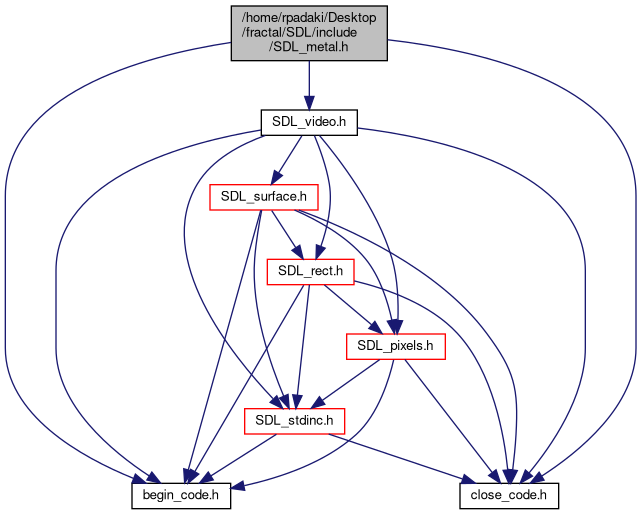 /home/rpadaki/Desktop
/fractal/SDL/include
/SDL_metal.h
SDL_video.h
SDL_surface.h
SDL_rect.h
SDL_pixels.h
SDL_stdinc.h
begin_code.h
close_code.h